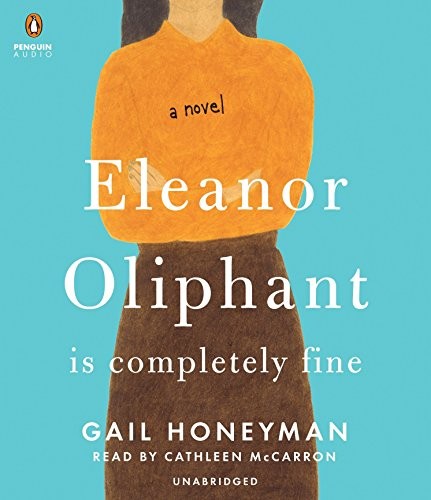 PENGUIN
AUDIO
a novel
Eleanor
Oliphant
is completely fine
GAIL HONEYMAN
READ BY CATHLEEN McCARRON
UNABRIDGED